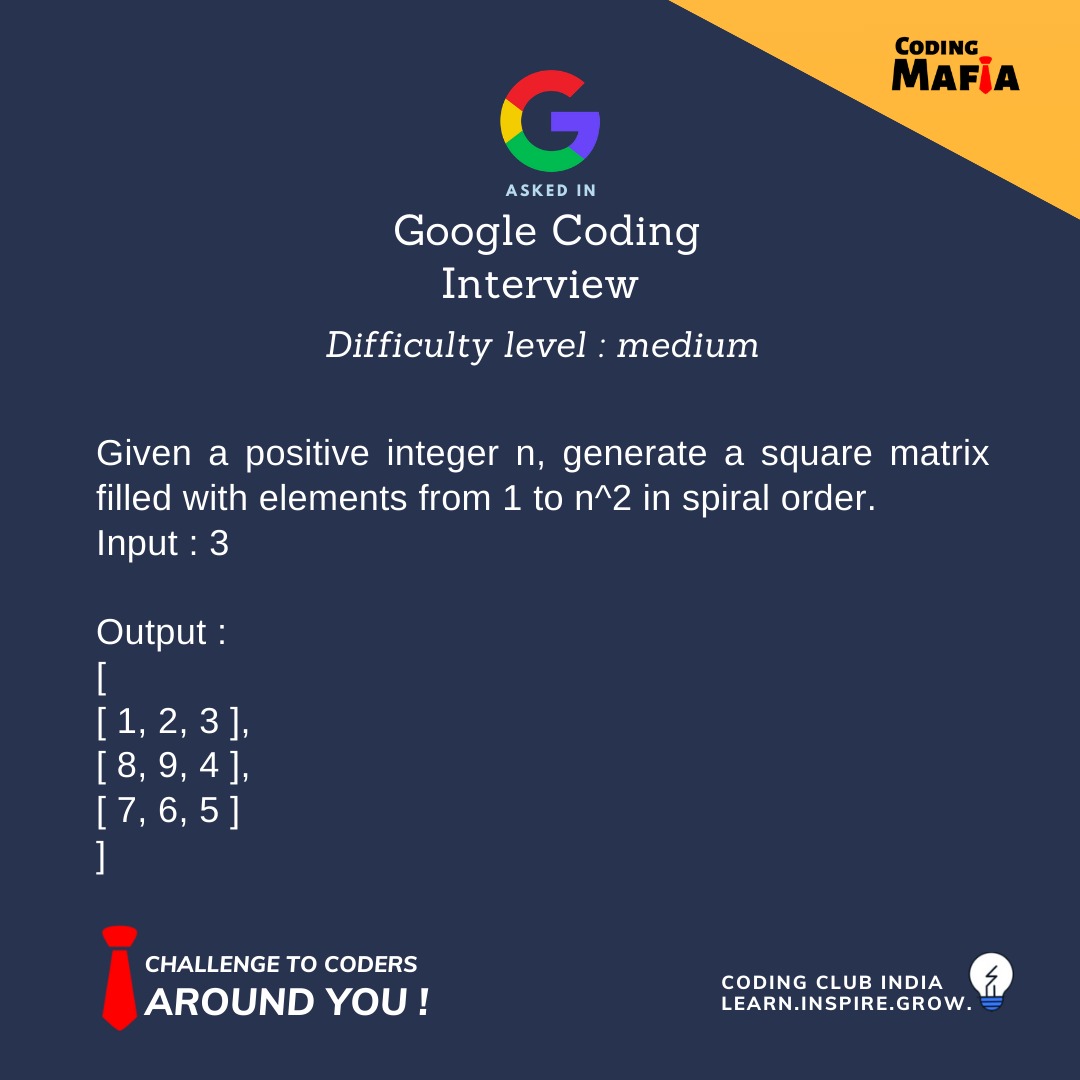 CODING
MAFIA
ASKED IN
Google Coding
Interview
Difficulty level : medium
Given a positive integer n, generate a square matrix
filled with elements from 1 to n^2 in spiral order.
Input : 3
Output :
[
[ 1, 2, 3 ],
[ 8, 9, 4 ],
[ 7, 6, 5 ]
]
CHALLENGE TO CODERS
AROUND YOU !
CODING CLUB INDIA
LEARN.INSPIRE.GROW.